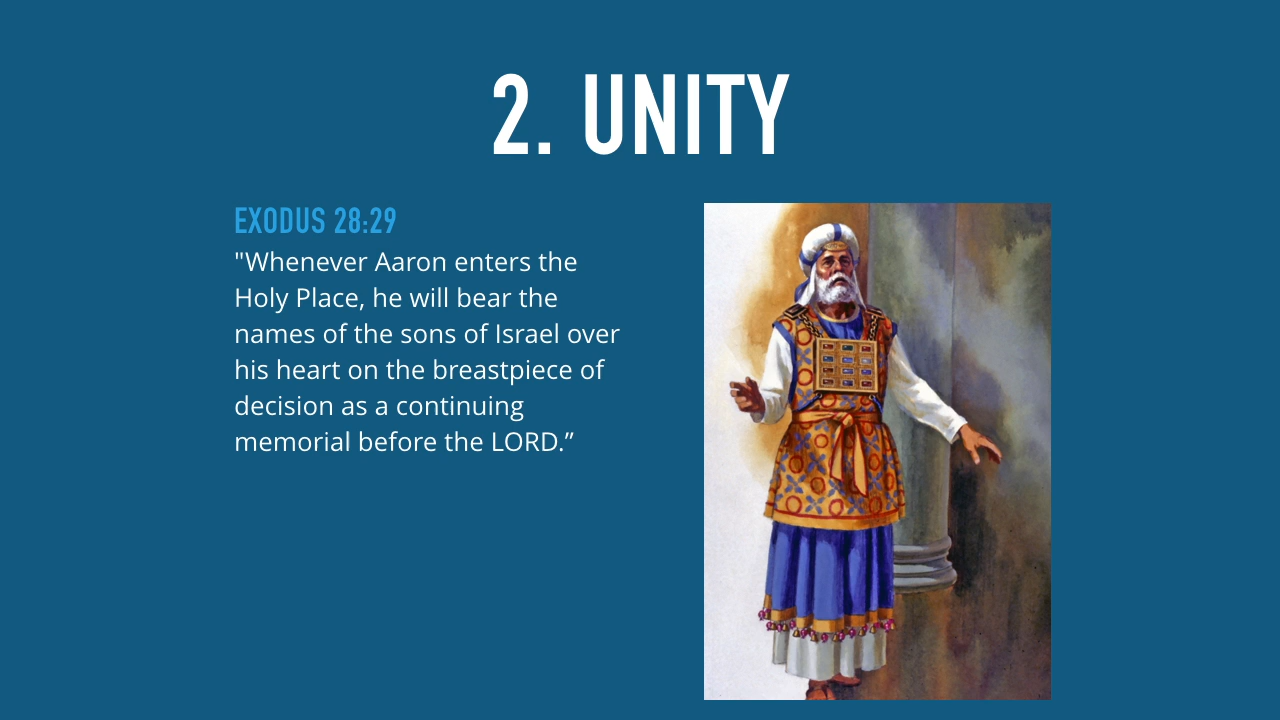 2. UNITY
EXODUS 28:29
"Whenever Aaron enters the
Holy Place, he will bear the
names of the sons of Israel over
his heart on the breastpiece of
decision as a continuing
memorial before the LORD.”